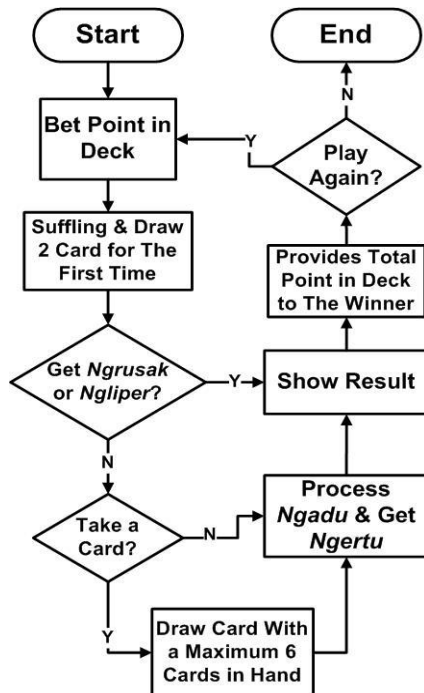 Start
End
Bet Point in
Deck
Y
N
Play
Again?
Suffling & Draw
2 Card for The
First Time
Provides Total
Point in Deck
to The Winner
Get Ngrusak
or Ngliper?
Y
Show Result
N
Take a
Card?
N
Process
Ngadu & Get
Ngertu
Y
Draw Card With
a Maximum 6
Cards in Hand